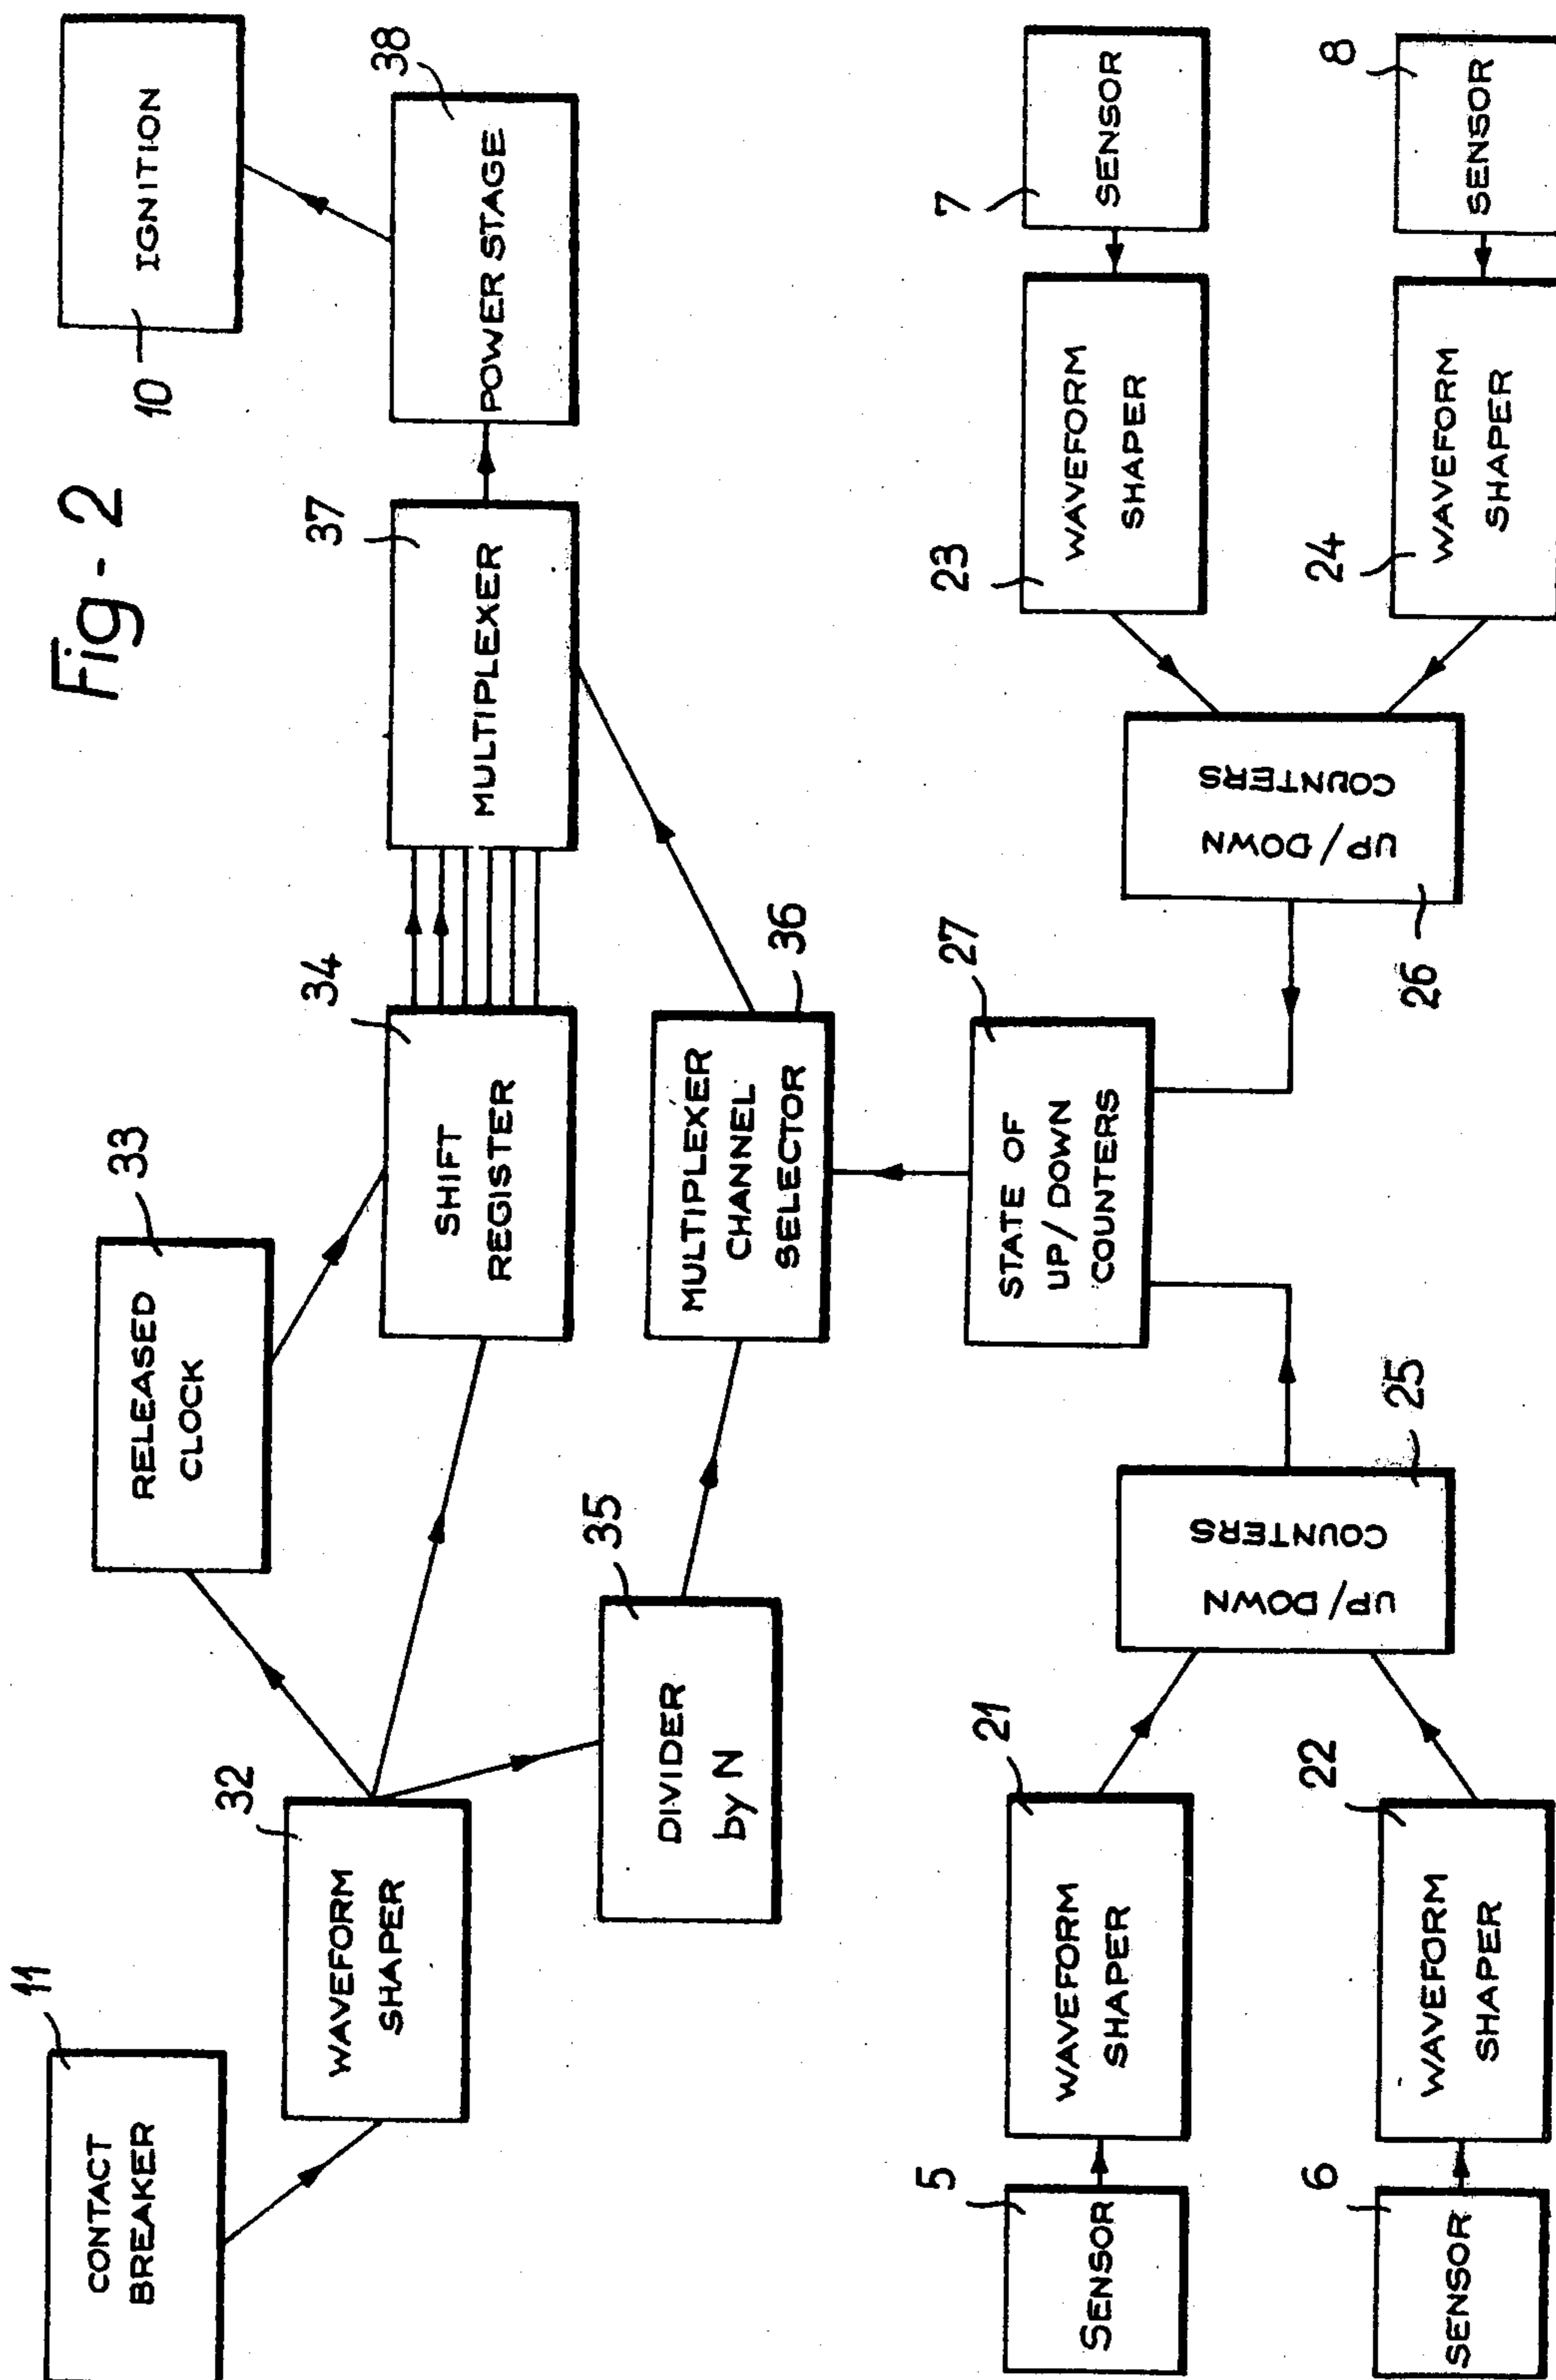 Fig - 2
11
CONTACT
BREAKER
32
WAVEFORM
SHAPER
33
RELEASED
CLOCK
34
SHIFT
REGISTER
35
DIVIDER
by N
36
MULTIPLEXER
CHANNEL
SELECTOR
37
MULTIPLEXER
38
POWER STAGE
10
IGNITION
5
SENSOR
21
WAVEFORM
SHAPER
6
SENSOR
22
WAVEFORM
SHAPER
25
UP/DOWN
COUNTERS
27
STATE OF
UP/DOWN
COUNTERS
26
UP/DOWN
COUNTERS
23
WAVEFORM
SHAPER
7
SENSOR
24
WAVEFORM
SHAPER
8
SENSOR